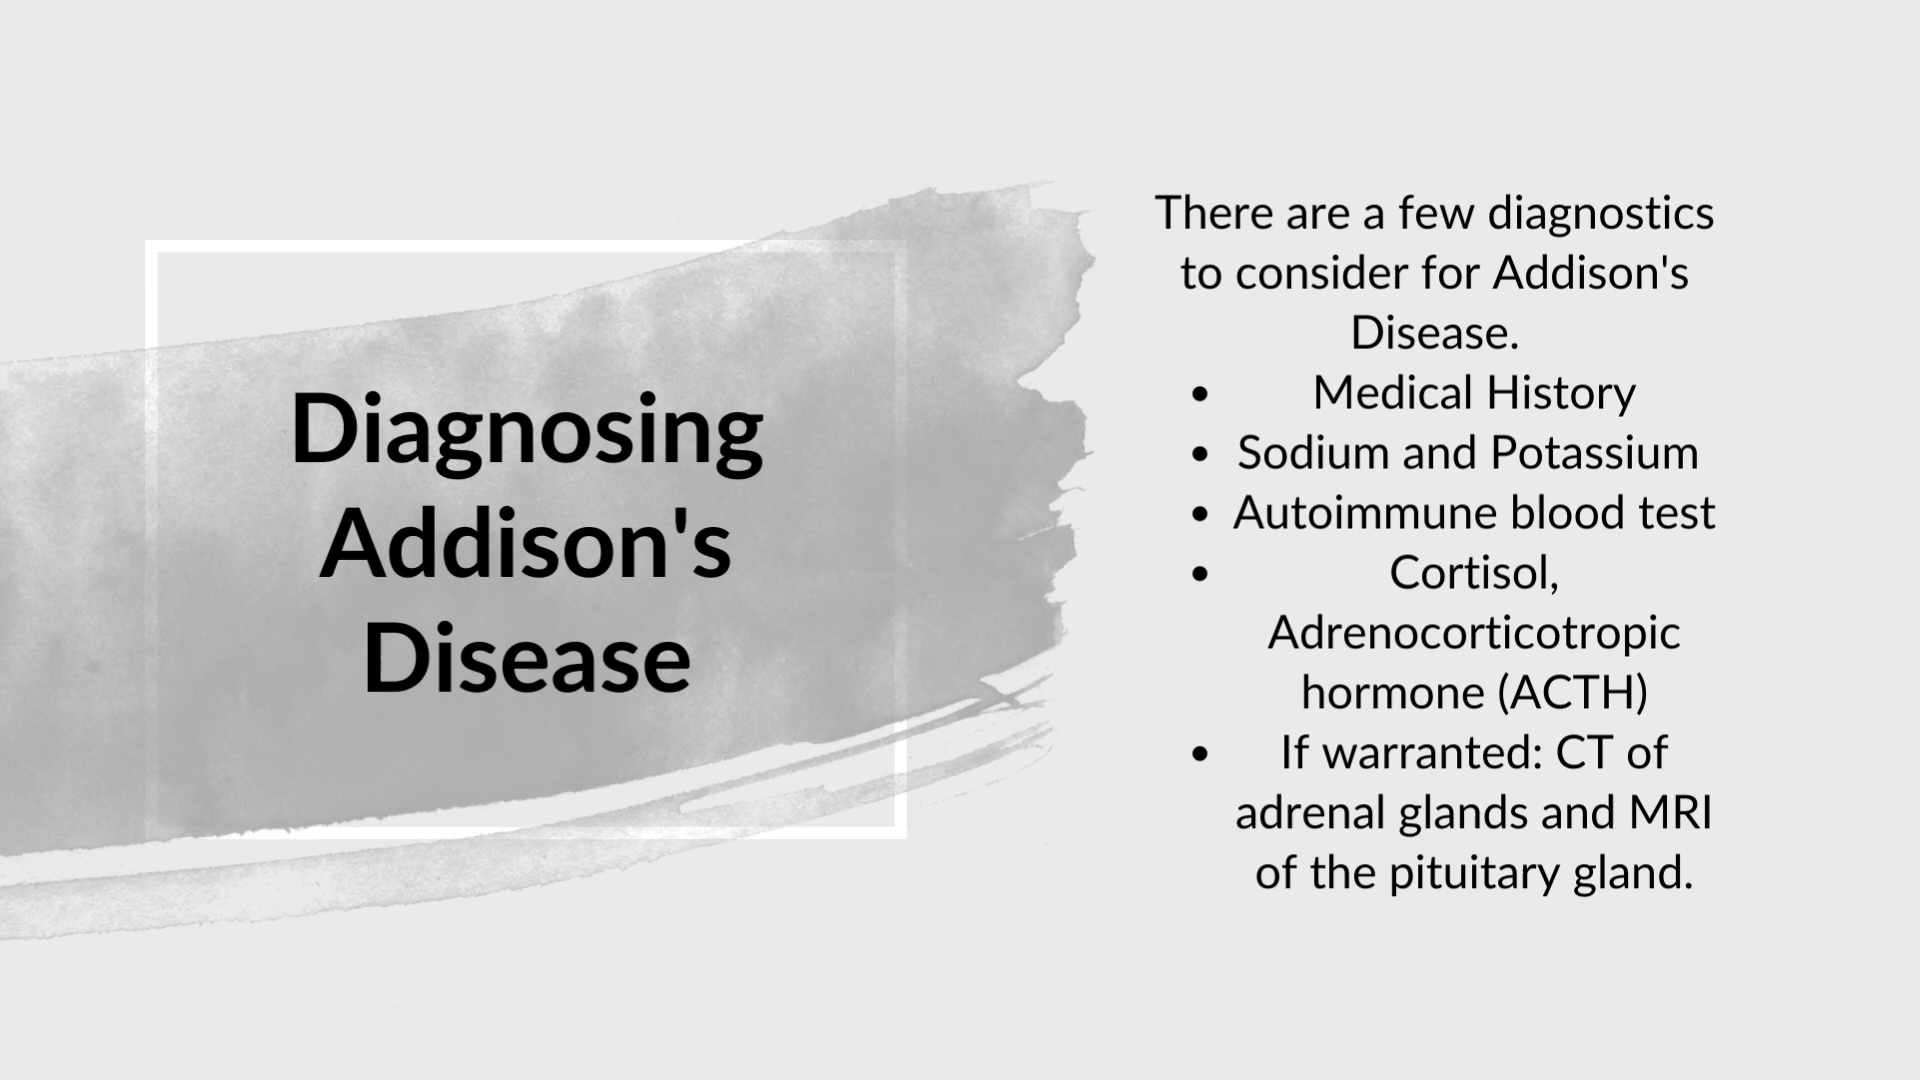 Diagnosing
Addison's
Disease
There are a few diagnostics
to consider for Addison's
Disease.
• Medical History
• Sodium and Potassium
• Autoimmune blood test
• Cortisol,
Adrenocorticotropic
hormone (ACTH)
• If warranted: CT of
adrenal glands and MRI
of the pituitary gland.